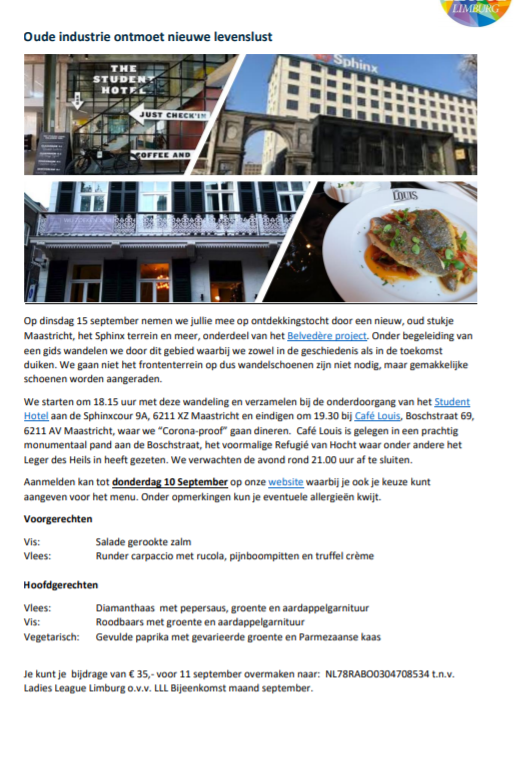 LIMBURG
Oude industrie ontmoet nieuwe levenslust
THE
STUDENT
HOTEL
JUST CHECK'IN
COFFEE AND
Sphinx
LOUIS
Op dinsdag 15 september nemen we jullie mee op ontdekkingstocht door een nieuw, oud stukje
Maastricht, het Sphinx terrein en meer, onderdeel van het Belvedère project. Onder begeleiding van
een gids wandelen we door dit gebied waarbij we zowel in de geschiedenis als in de toekomst
duiken. We gaan niet het frontenterrein op dus wandelschoenen zijn niet nodig, maar gemakkelijke
schoenen worden aangeraden.
We starten om 18.15 uur met deze wandeling en verzamelen bij de onderdoorgang van het Student
Hotel aan de Sphinxcour 9A, 6211 XZ Maastricht en eindigen om 19.30 bij Café Louis, Boschstraat 69,
6211 AV Maastricht, waar we “Corona-proof” gaan dineren. Café Louis is gelegen in een prachtig
monumentaal pand aan de Boschstraat, het voormalige Refugié van Hocht waar onder andere het
Leger des Heils in heeft gezeten. We verwachten de avond rond 21.00 uur af te sluiten.
Aanmelden kan tot donderdag 10 September op onze website waarbij je ook je keuze kunt
aangeven voor het menu. Onder opmerkingen kun je eventuele allergieën kwijt.
Voorgerechten
Vis: Salade gerookte zalm
Vlees: Runder carpaccio met rucola, pijnboompitten en truffel crème
Hoofdgerechten
Vlees: Diamanthaas met pepersaus, groente en aardappelgarnituur
Vis: Roodbaars met groente en aardappelgarnituur
Vegetarisch: Gevulde paprika met gevarieerde groente en Parmezaanse kaas
Je kunt je bijdrage van € 35,- voor 11 september overmaken naar: NL78RABO0304708534 t.n.v.
Ladies League Limburg o.v.v. LLL Bijeenkomst maand september.